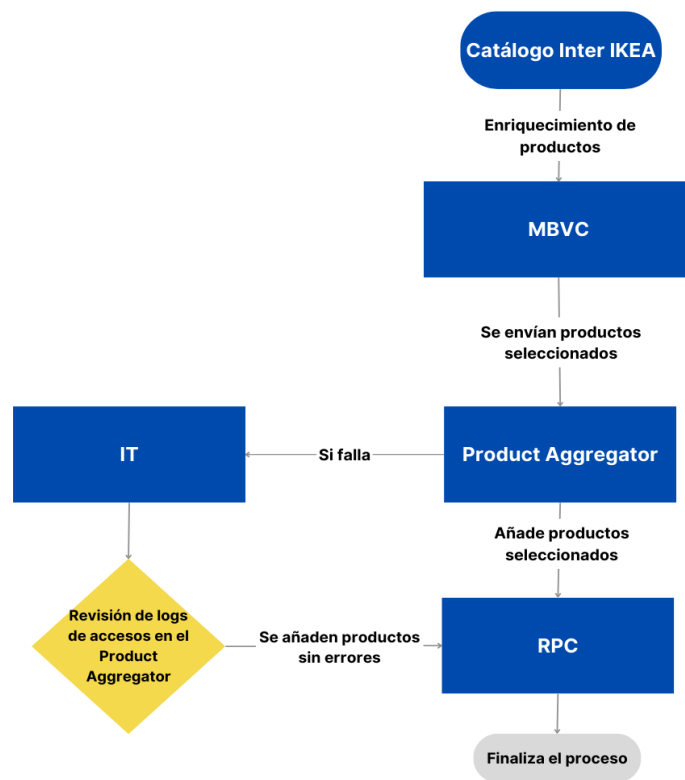 Catálogo Inter IKEA
Enriquecimiento de
productos
MBVC
Se envían productos
seleccionados
Product Aggregator
Si falla
IT
Añade productos
seleccionados
Revisión de logs
de accesos en el
Product
Aggregator
Se añaden productos
sin errores
RPC
Finaliza el proceso